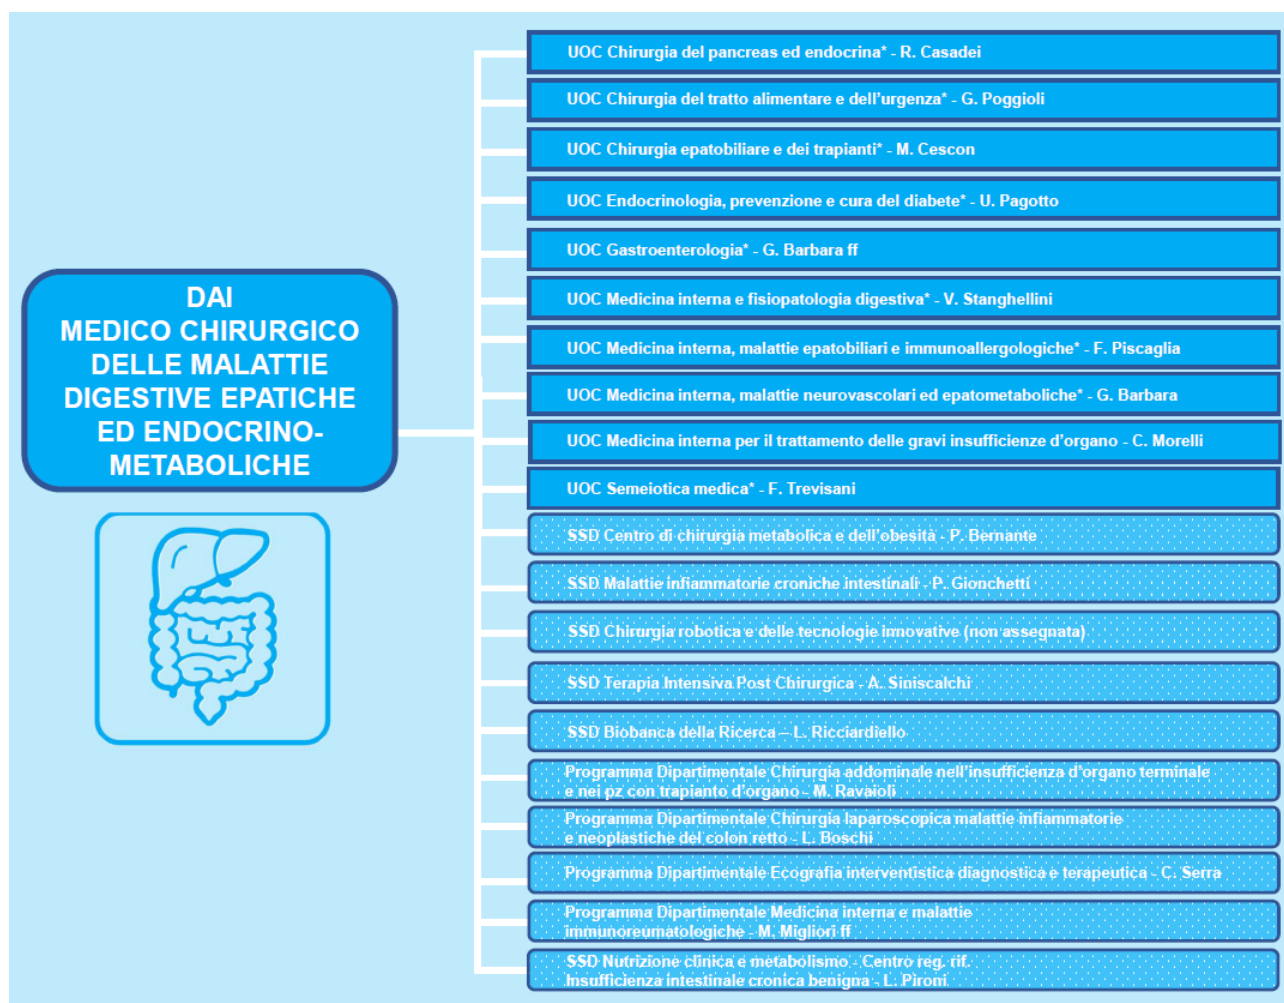 DAI
MEDICO CHIRURGICO
DELLE MALATTIE
DIGESTIVE EPATICHE
ED ENDOCRINO-
METABOLICHE
UOC Chirurgia del pancreas ed endocrina* - R. Casadei
UOC Chirurgia del tratto alimentare e dell'urgenza* - G. Poggioli
UOC Chirurgia epatobiliare e dei trapianti* - M. Cescon
UOC Endocrinologia, prevenzione e cura del diabete* - U. Pagotto
UOC Gastroenterologia* - G. Barbara ff
UOC Medicina interna e fisiopatologia digestiva* - V. Stanghellini
UOC Medicina interna, malattie epatobiliari e immunoallergologiche* - F. Piscaglia
UOC Medicina interna, malattie neurovascolari ed epatometaboliche* - G. Barbara
UOC Medicina interna per il trattamento delle gravi insufficienze d'organo - C. Morelli
UOC Semeiotica medica* - F. Trevisani
SSD Centro di chirurgia metabolica e dell'obesità - P. Bernante
SSD Malattie infiammatorie croniche intestinali - P. Gionchetti
SSD Chirurgia robotica e delle tecnologie innovative (non assegnata)
SSD Terapia Intensiva Post Chirurgica - A. Siniscalchi
SSD Biobanca della Ricerca – L. Ricciardiello
Programma Dipartimentale Chirurgia addominale nell'insufficienza d'organo terminale
e nei pz con trapianto d'organo - M. Ravaioli
Programma Dipartimentale Chirurgia laparoscopica malattie infiammatorie
e neoplastiche del colon retto - L. Boschi
Programma Dipartimentale Ecografia interventistica diagnostica e terapeutica - C. Serra
Programma Dipartimentale Medicina interna e malattie
immunoreumatologiche - M. Migliori ff
SSD Nutrizione clinica e metabolismo - Centro reg. rif.
Insufficienza intestinale cronica benigna - L. Pironi